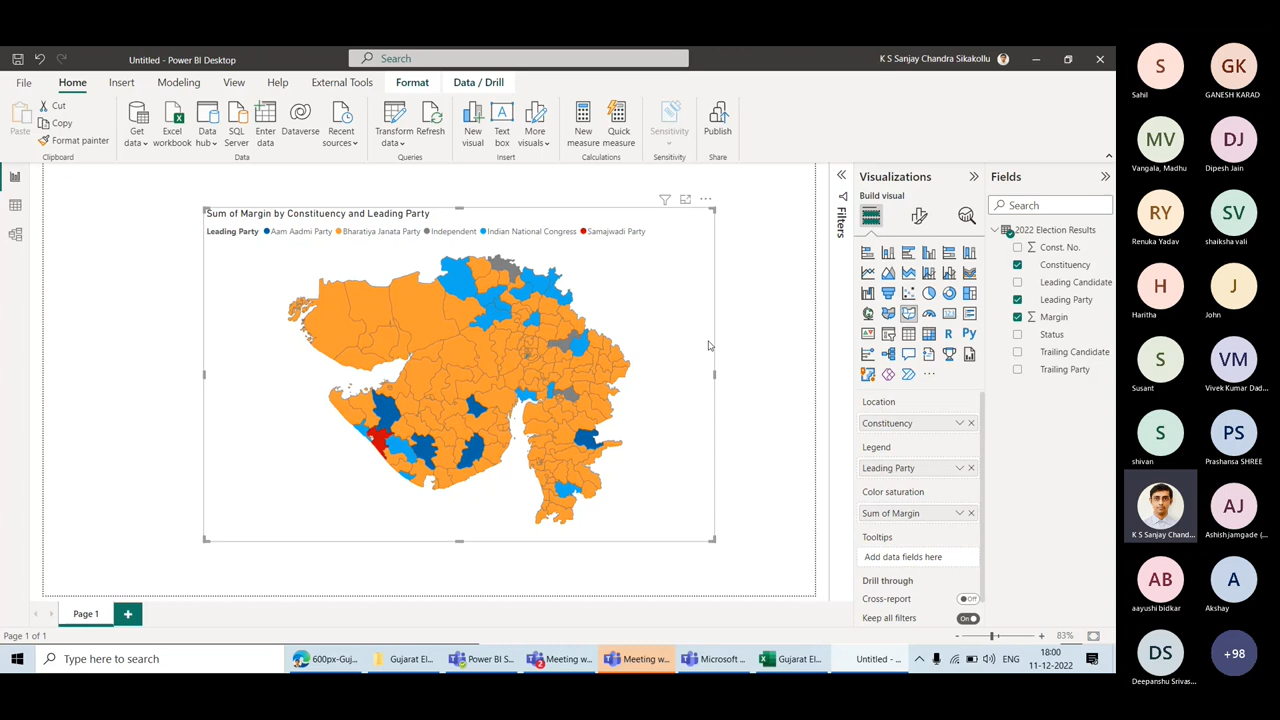 Untitled - Power BI Desktop
Search
K S Sanjay Chandra Sikakollu
File Home Insert Modeling View Help External Tools Format Data / Drill
Paste
Cut
Copy
Format painter
Clipboard
Get data
Excel workbook
Data hub
SQL Server
Enter data
Dataverse
Recent sources
Data
Transform data
Refresh
Queries
New visual
Text box
More visuals
Insert
New measure
Quick measure
Calculations
Sensitivity
Sensitivity
Publish
Share
Sum of Margin by Constituency and Leading Party
Leading Party Aam Aadmi Party Bharatiya Janata Party Independent Indian National Congress Samajwadi Party
Filters
Visualizations
Build visual
R Py
Location
Constituency
Legend
Leading Party
Color saturation
Sum of Margin
Tooltips
Add data fields here
Drill through
Cross-report Off
Keep all filters On
Fields
Search
2022 Election Results
Σ Const. No.
Constituency
Leading Candidate
Leading Party
Σ Margin
Status
Trailing Candidate
Trailing Party
Page 1
Page 1 of 1
83%
Type here to search
600px-Guj...
Gujarat El...
Power BI S...
2
Meeting w...
Meeting w...
Microsoft ...
Gujarat El...
Untitled - ...
ENG
18:00
11-12-2022
S
Sahil
GK
GANESH KARAD
MV
Vangala, Madhu
DJ
Dipesh Jain
RY
Renuka Yadav
SV
shaiksha vali
H
Haritha
J
John
S
Susant
VM
Vivek Kumar Dad...
S
shivan
PS
Prashansa SHREE
K S Sanjay Chand...
AJ
Ashish jamgade (...
AB
aayushi bidkar
A
Akshay
DS
Deepanshu Srivas...
+98